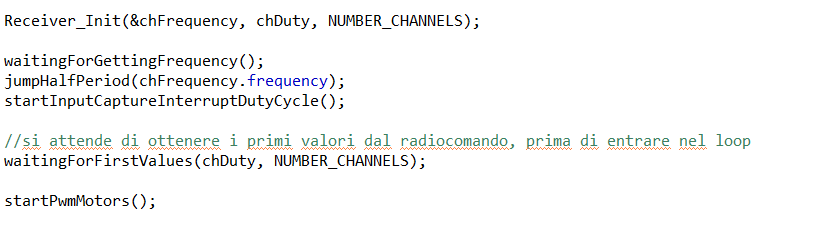 Receiver_Init(&chFrequency, chDuty, NUMBER_CHANNELS);
waitingForGettingFrequency();
jumpHalfPeriod(chFrequency.frequency);
startInputCaptureInterruptDutyCycle();
//si attende di ottenere i primi valori dal radiocomando, prima di entrare nel loop
waitingForFirstValues(chDuty, NUMBER_CHANNELS);
startPwmMotors();